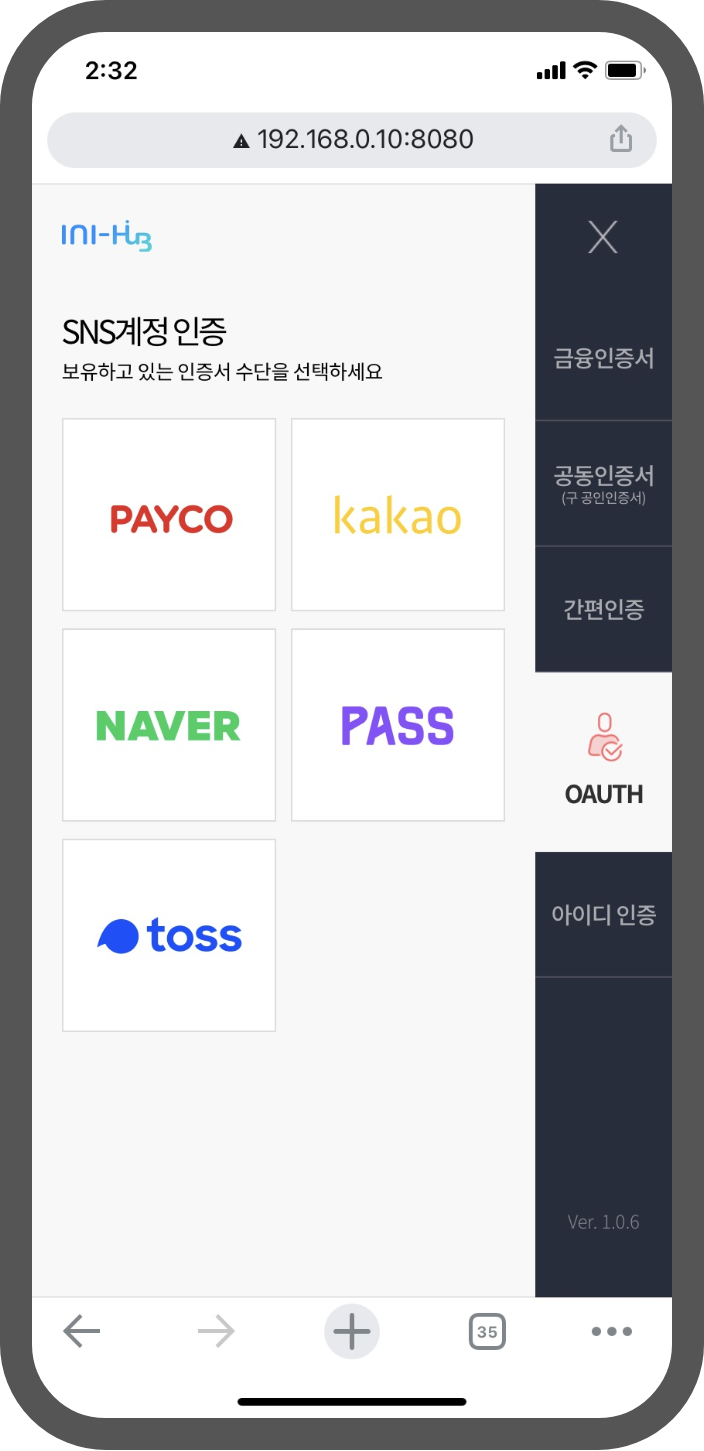 2:32
192.168.0.10:8080
INI-HUB
X
SNS계정 인증
보유하고 있는 인증서 수단을 선택하세요
PAYCO
kakao
NAVER
PASS
toss
금융인증서
공동인증서
(구 공인인증서)
간편인증
OAUTH
아이디 인증
Ver. 1.0.6
35